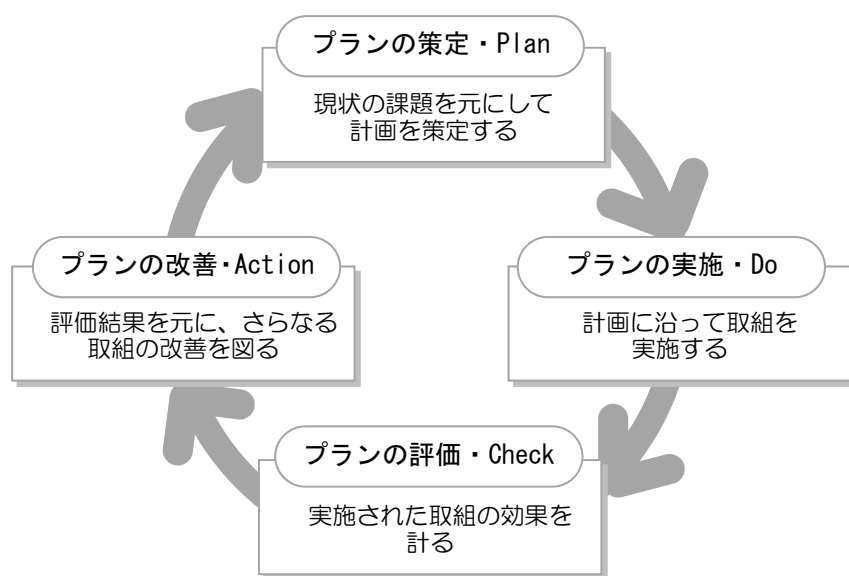 プランの策定・Plan
現状の課題を元にして
計画を策定する
プランの実施・Do
計画に沿って取組を
実施する
プランの評価・Check
実施された取組の効果を
計る
プランの改善・Action
評価結果を元に、さらなる
取組の改善を図る